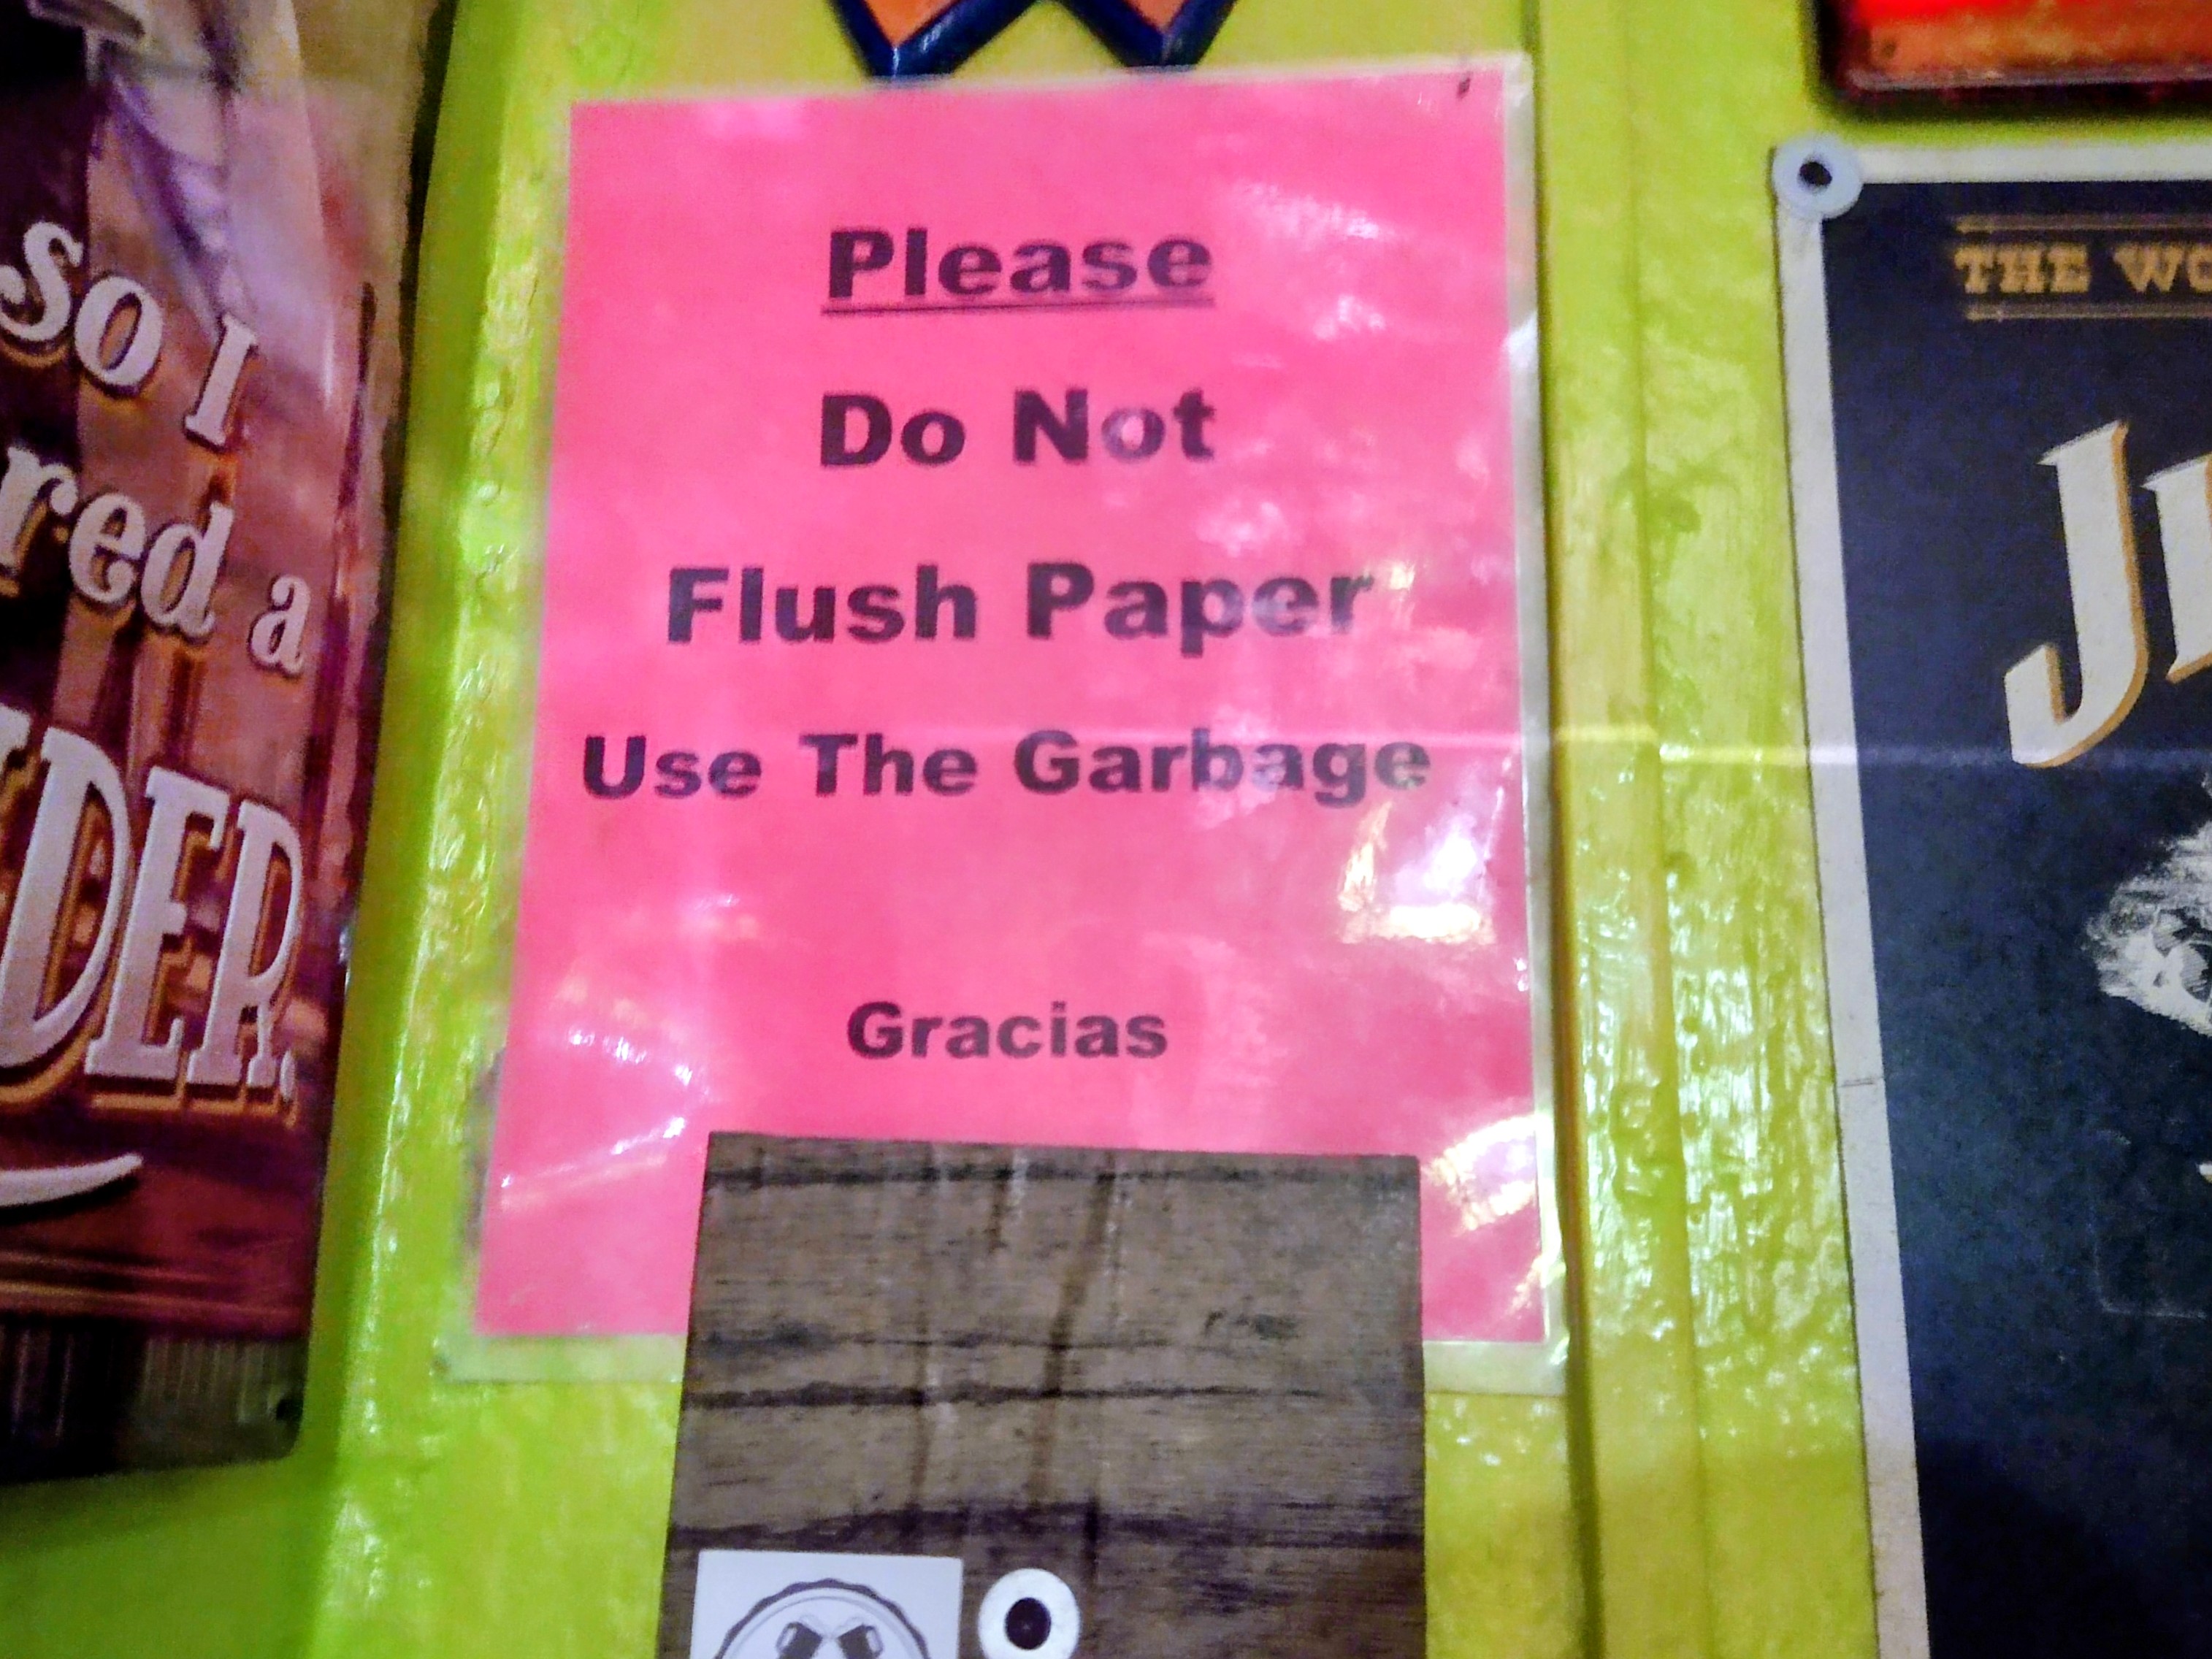 so I
red a
DER.
Please
Do Not
Flush Paper
Use The Garbage
Gracias
THE WO